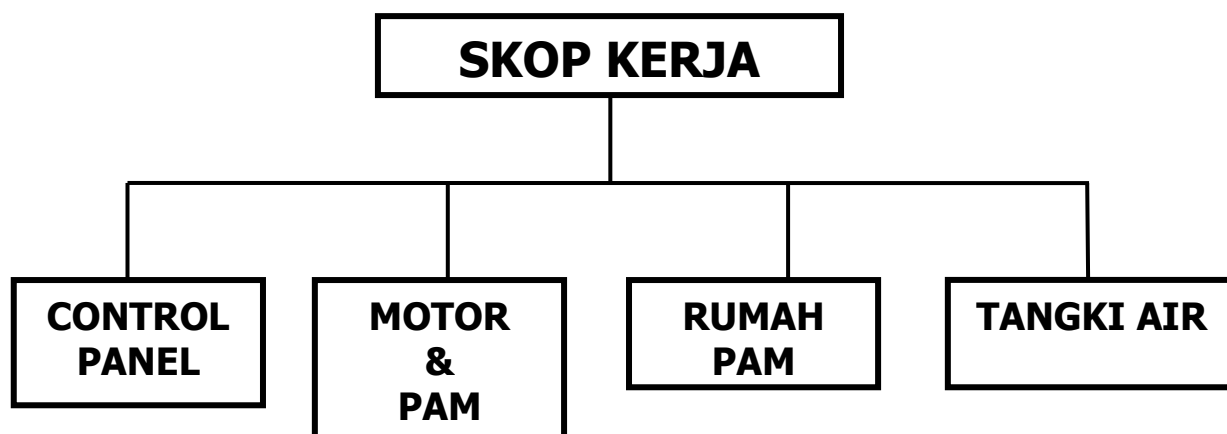 SKOP KERJA
CONTROL
PANEL
MOTOR
&
PAM
RUMAH
PAM
TANGKI AIR